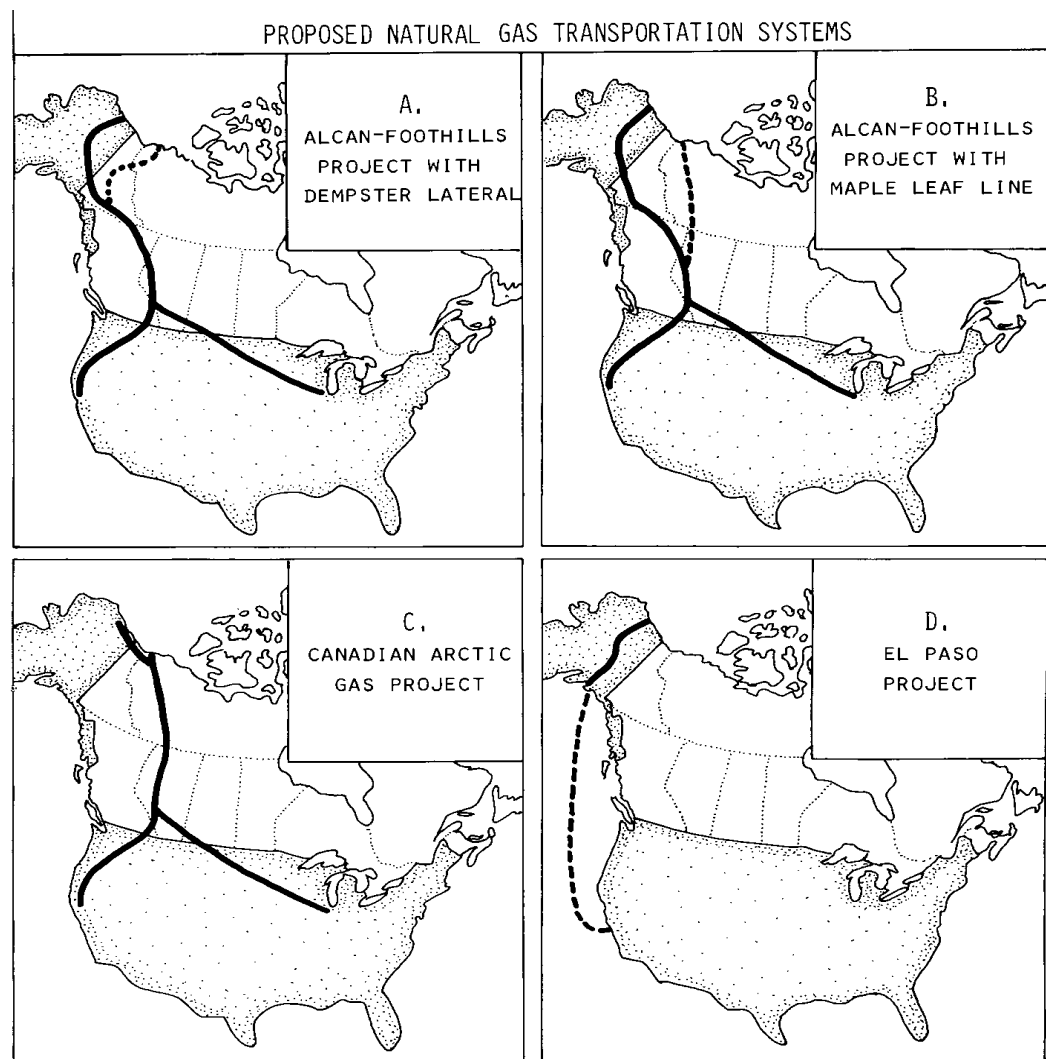 PROPOSED NATURAL GAS TRANSPORTATION SYSTEMS
A.
ALCAN-FOOTHILLS
PROJECT WITH
DEMPSTER LATERAL
B.
ALCAN-FOOTHILLS
PROJECT WITH
MAPLE LEAF LINE
C.
CANADIAN ARCTIC
GAS PROJECT
D.
EL PASO
PROJECT